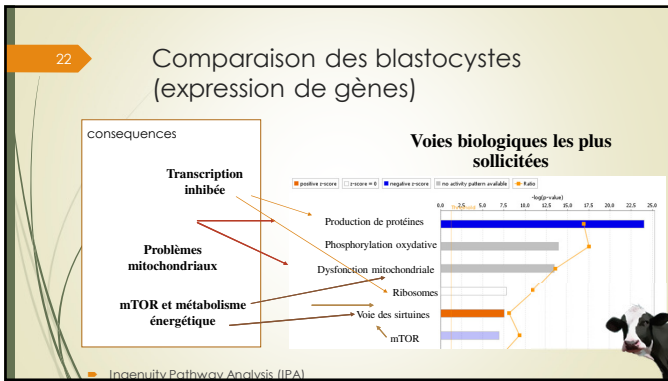 22
Comparaison des blastocystes
(expression de gènes)
consequences
Transcription
inhibée
Problèmes
mitochondriaux
mTOR et métabolisme
énergétique
Voies biologiques les plus
sollicitées
positive z-score z-score = 0 negative z-score no activity pattern available Ratio
-log(p-value)
0,0 2,5 5,0 7,5 10,0 12,5 15,0 17,5 20,0 22,5 25,0
Threshold
Production de protéines
Phosphorylation oxydative
Dysfonction mitochondriale
Ribosomes
Voie des sirtuines
mTOR
Ingenuity Pathway Analysis (IPA)